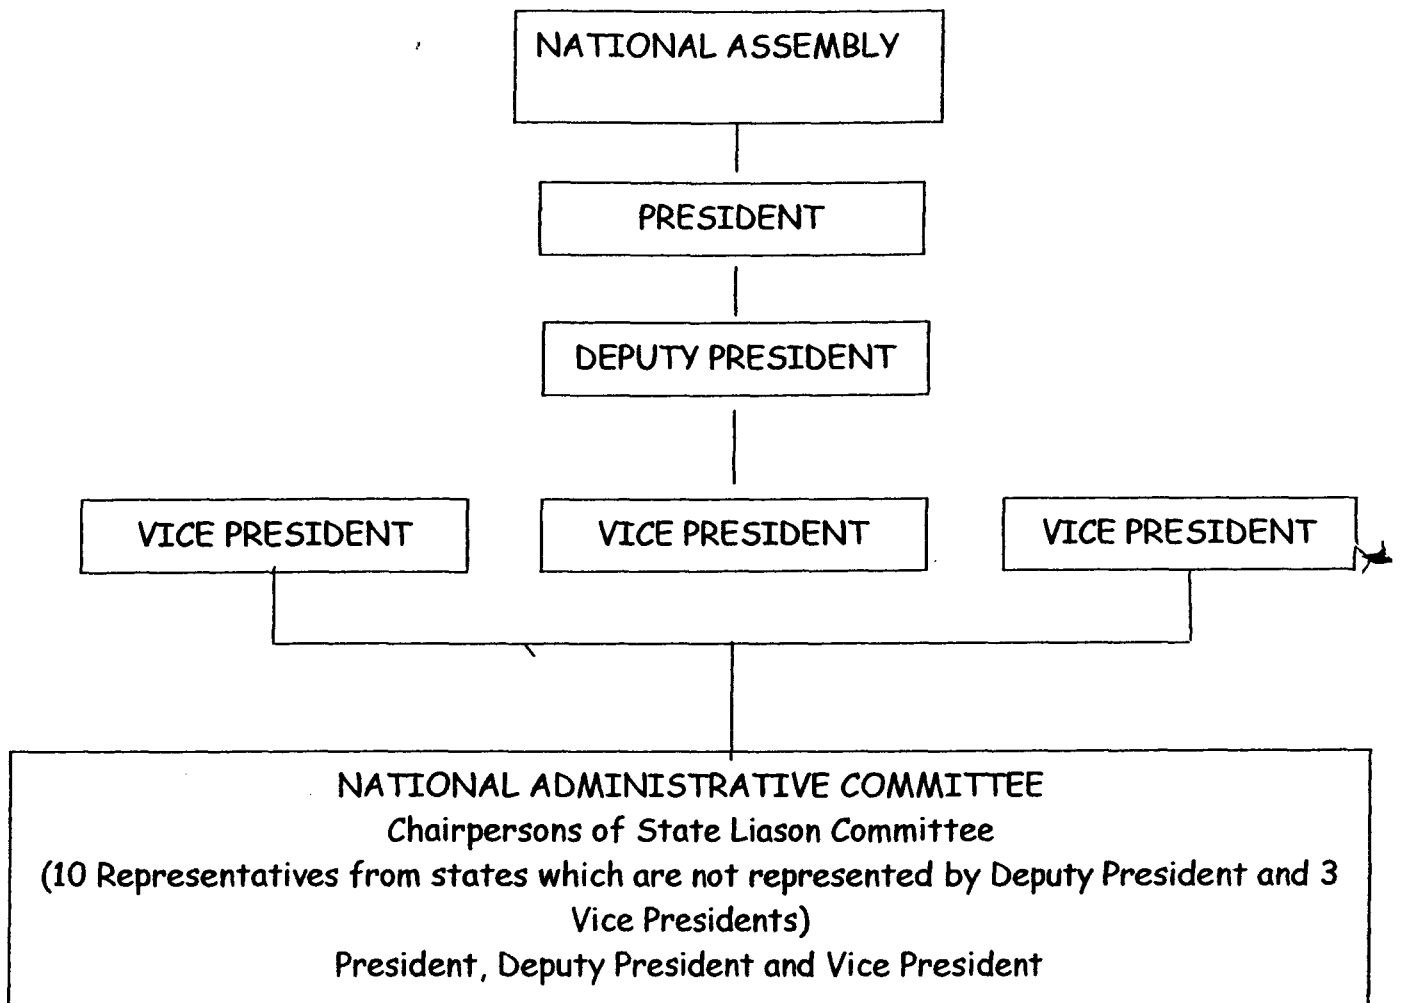 NATIONAL ASSEMBLY
PRESIDENT
DEPUTY PRESIDENT
VICE PRESIDENT
VICE PRESIDENT
VICE PRESIDENT
NATIONAL ADMINISTRATIVE COMMITTEE
Chairpersons of State Liason Committee
(10 Representatives from states which are not represented by Deputy President and 3
Vice Presidents)
President, Deputy President and Vice President